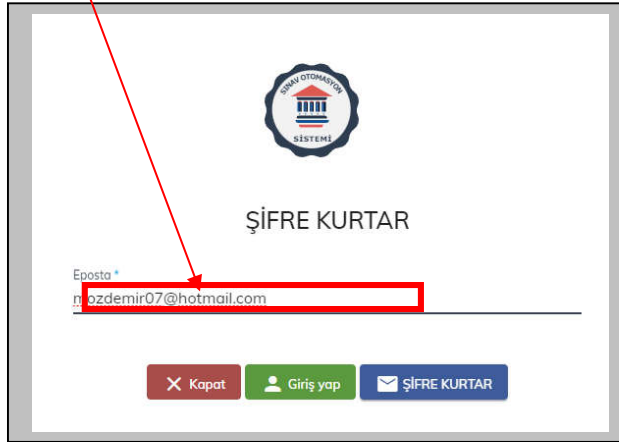 SINAV OTOMASYON
SİSTEMİ
ŞİFRE KURTAR
Eposta *
mozdemir07@hotmail.com
Kapat
Giriş yap
ŞİFRE KURTAR